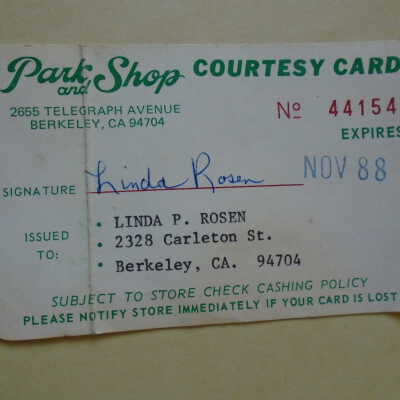 Park and Shop COURTESY CARD
2655 TELEGRAPH AVENUE
BERKELEY, CA 94704
Nº 44154
EXPIRES
SIGNATURE Linda Rosen NOV 88
ISSUED TO:
• LINDA P. ROSEN
• 2328 Carleton St.
• Berkeley, CA. 94704
SUBJECT TO STORE CHECK CASHING POLICY
PLEASE NOTIFY STORE IMMEDIATELY IF YOUR CARD IS LOST